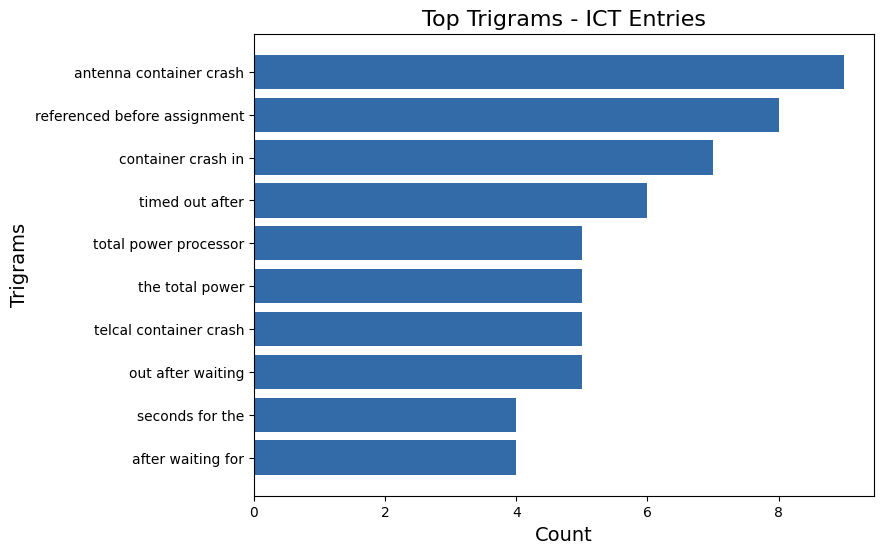 Top Trigrams - ICT Entries
Trigrams
antenna container crash
referenced before assignment
container crash in
timed out after
total power processor
the total power
telcal container crash
out after waiting
seconds for the
after waiting for
0 2 4 6 8
Count